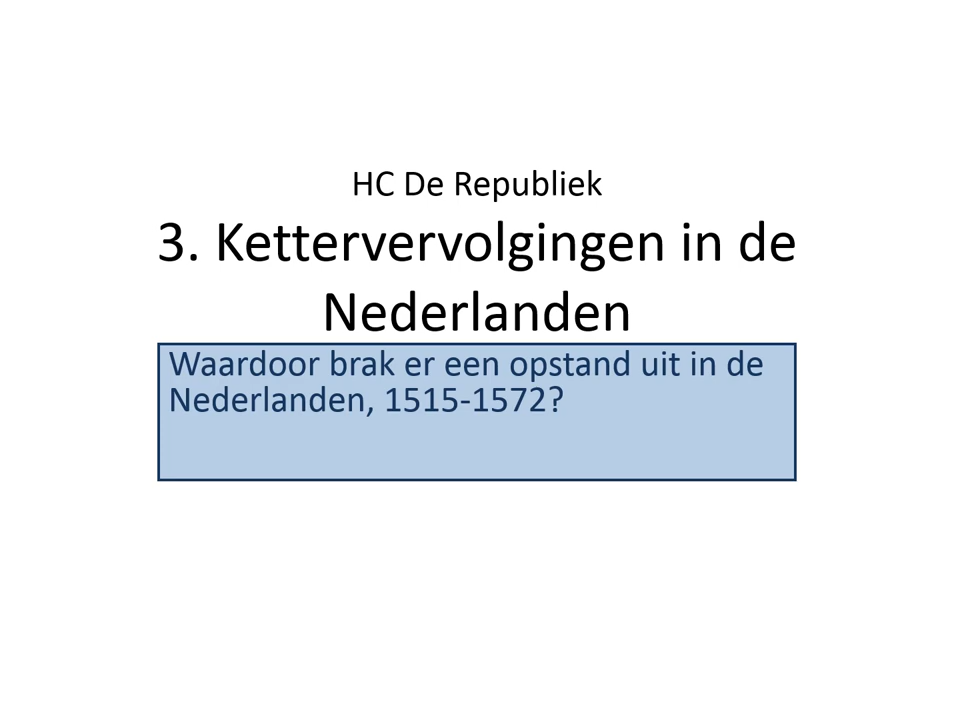 HC De Republiek
3. Kettervervolgingen in de
Nederlanden
Waardoor brak er een opstand uit in de
Nederlanden, 1515-1572?